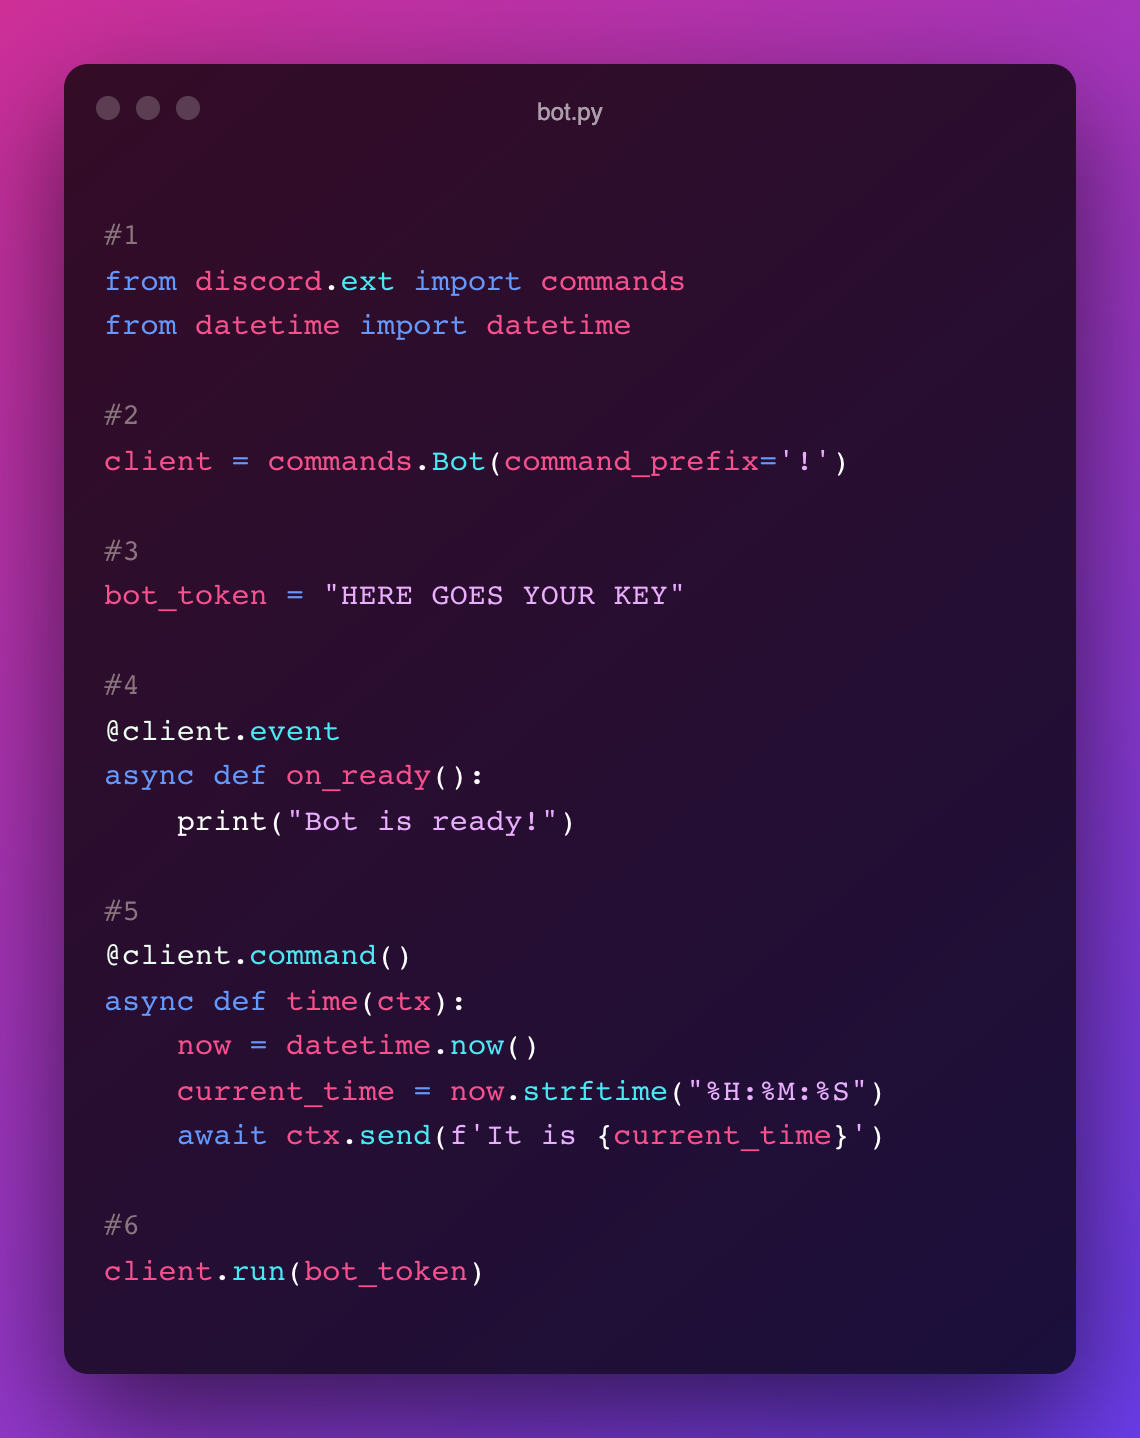 bot.py
#1
from discord.ext import commands
from datetime import datetime
#2
client = commands.Bot(command_prefix='!')
#3
bot_token = "HERE GOES YOUR KEY"
#4
@client.event
async def on_ready():
    print("Bot is ready!")
#5
@client.command()
async def time(ctx):
    now = datetime.now()
    current_time = now.strftime("%H:%M:%S")
    await ctx.send(f'It is {current_time}')
#6
client.run(bot_token)